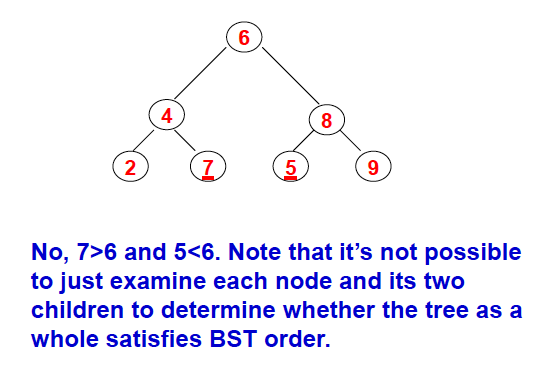 6
4
8
2
7
5
9
No, 7>6 and 5<6. Note that it’s not possible
to just examine each node and its two
children to determine whether the tree as a
whole satisfies BST order.